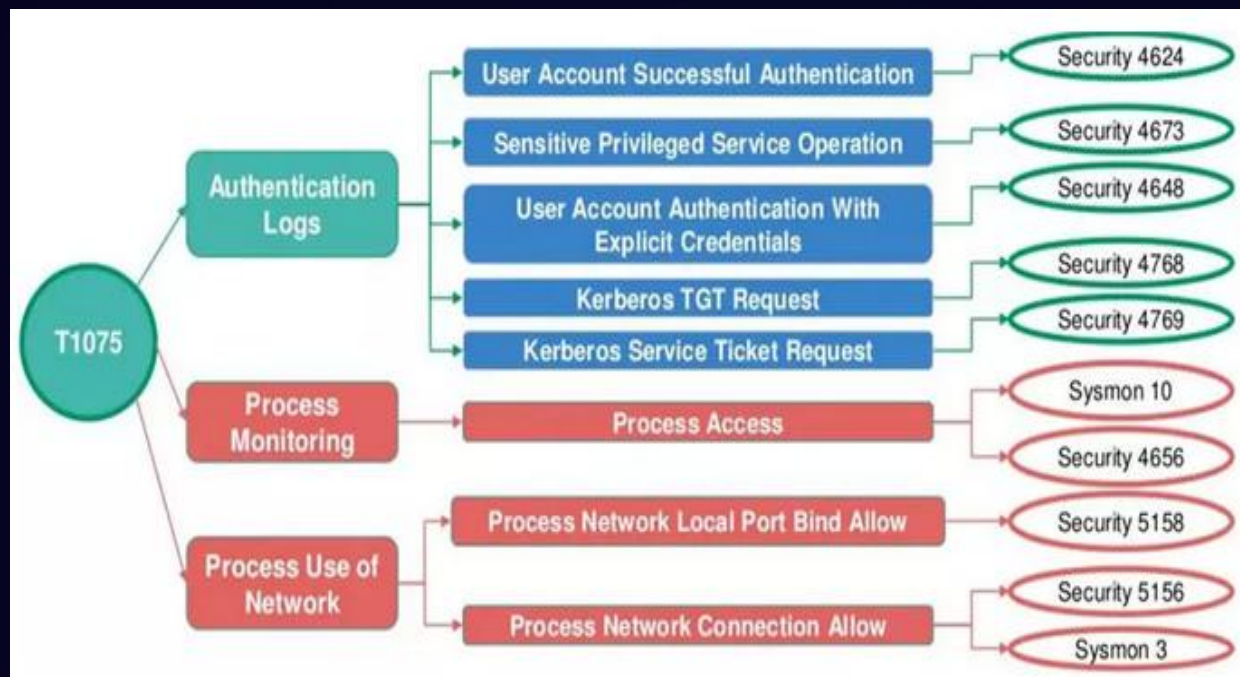 User Account Successful Authentication
Security 4624
Sensitive Privileged Service Operation
Security 4673
Authentication
Logs
User Account Authentication With
Explicit Credentials
Security 4648
Kerberos TGT Request
Security 4768
Kerberos Service Ticket Request
Security 4769
T1075
Process
Monitoring
Process Access
Sysmon 10
Security 4656
Process Use of
Network
Process Network Local Port Bind Allow
Security 5158
Process Network Connection Allow
Security 5156
Sysmon 3